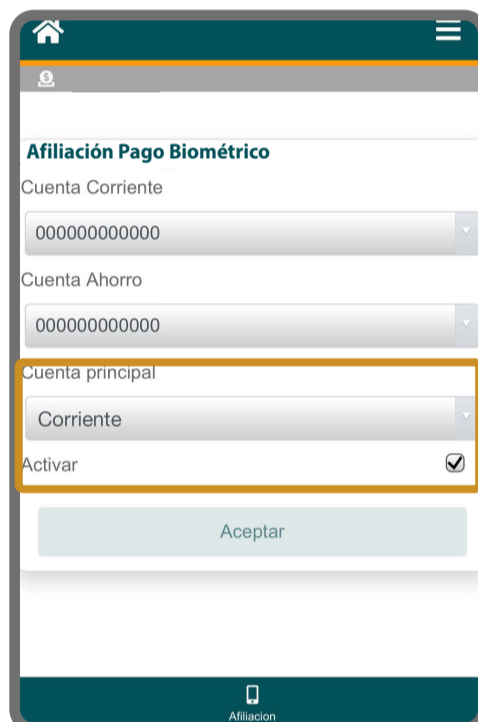 Afiliación Pago Biométrico
Cuenta Corriente
000000000000
Cuenta Ahorro
000000000000
Cuenta principal
Corriente
Activar
Aceptar
Afiliacion